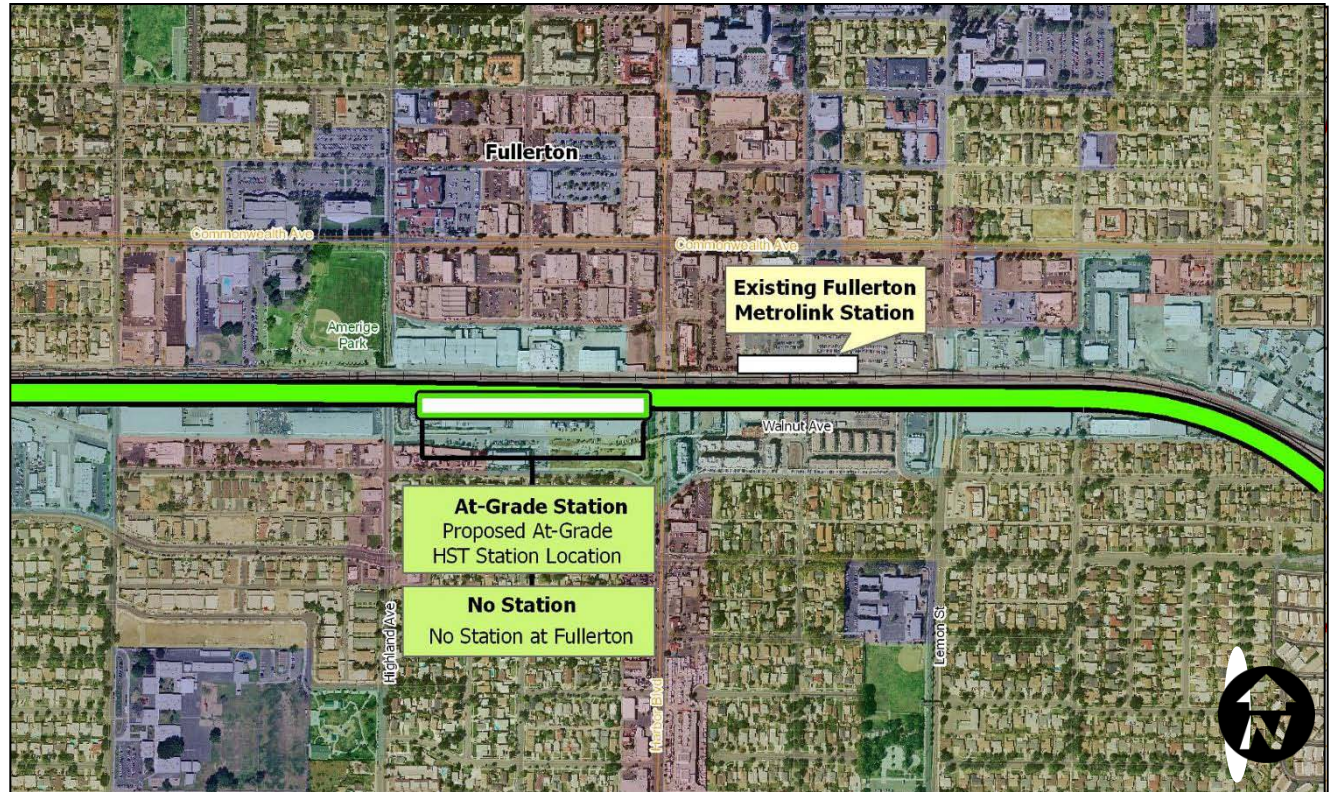 Fullerton
Commonwealth Ave
Commonwealth Ave
Existing Fullerton
Metrolink Station
Amerige
Park
Walnut Ave
At-Grade Station
Proposed At-Grade
HST Station Location
No Station
No Station at Fullerton
Highland Ave
Harbor Blvd
Lemon St
N